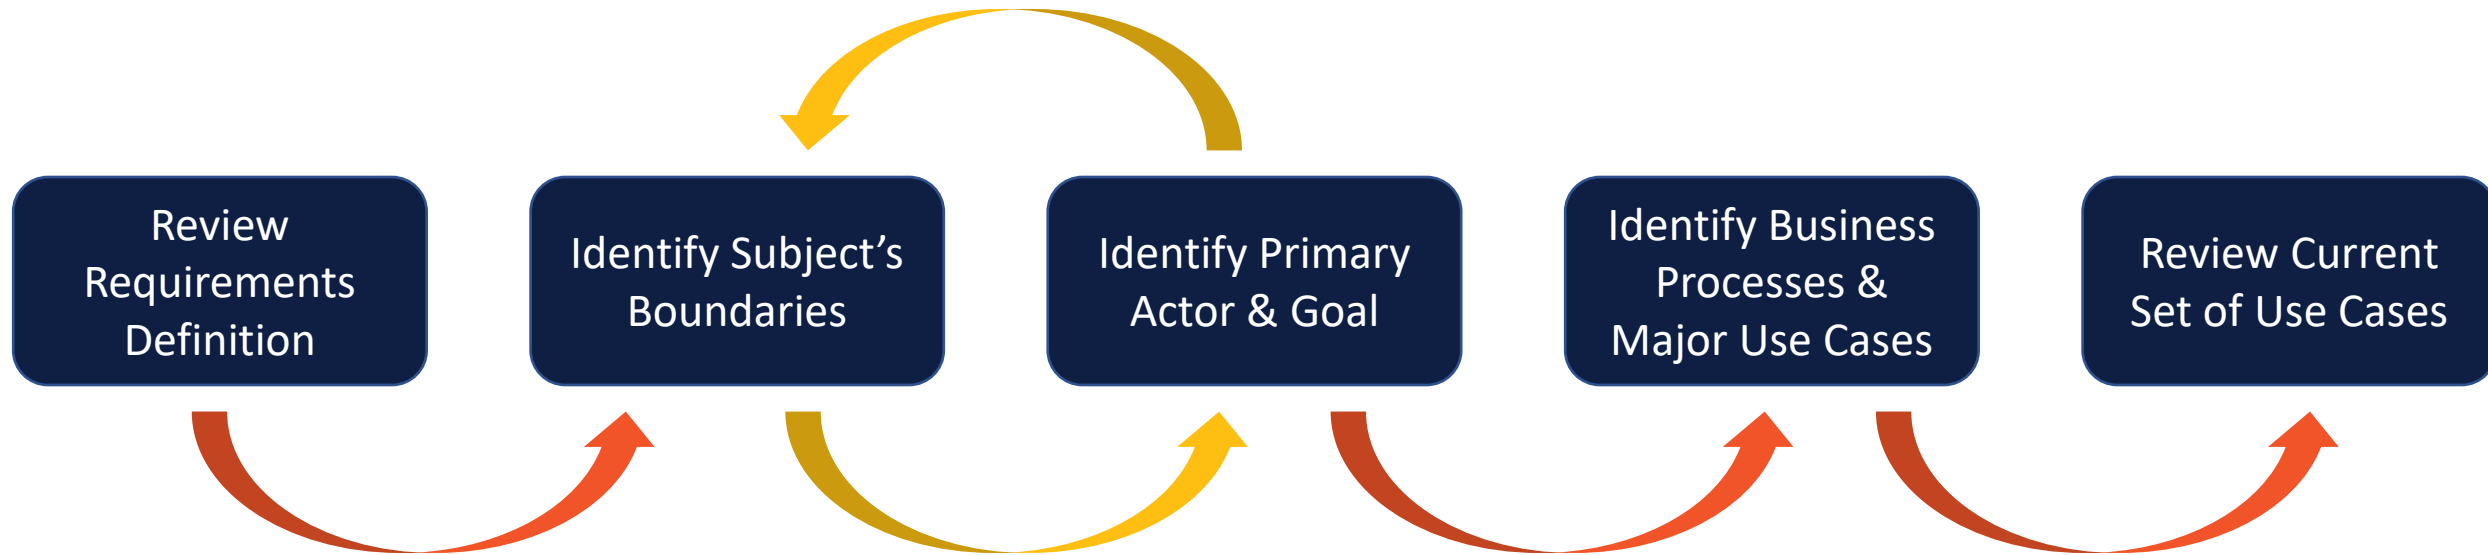 Review
Requirements
Definition
Identify Subject’s
Boundaries
Identify Primary
Actor & Goal
Identify Business
Processes &
Major Use Cases
Review Current
Set of Use Cases